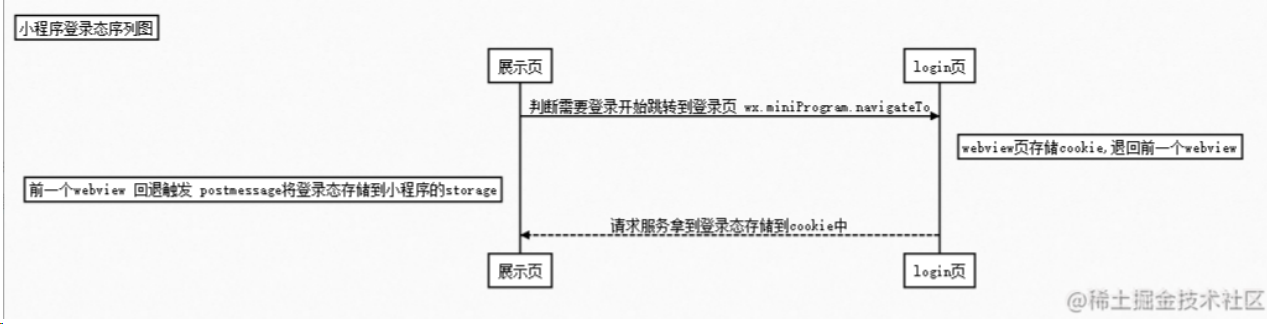 小程序登录态序列图
展示页
login页
判断需要登录开始跳转到登录页 wx.miniProgram.navigateTo
webview页存储cookie,退回前一个webview
前一个webview 回退触发 postmessage将登录态存储到小程序的storage
请求服务拿到登录态存储到cookie中
展示页
login页
@稀土掘金技术社区